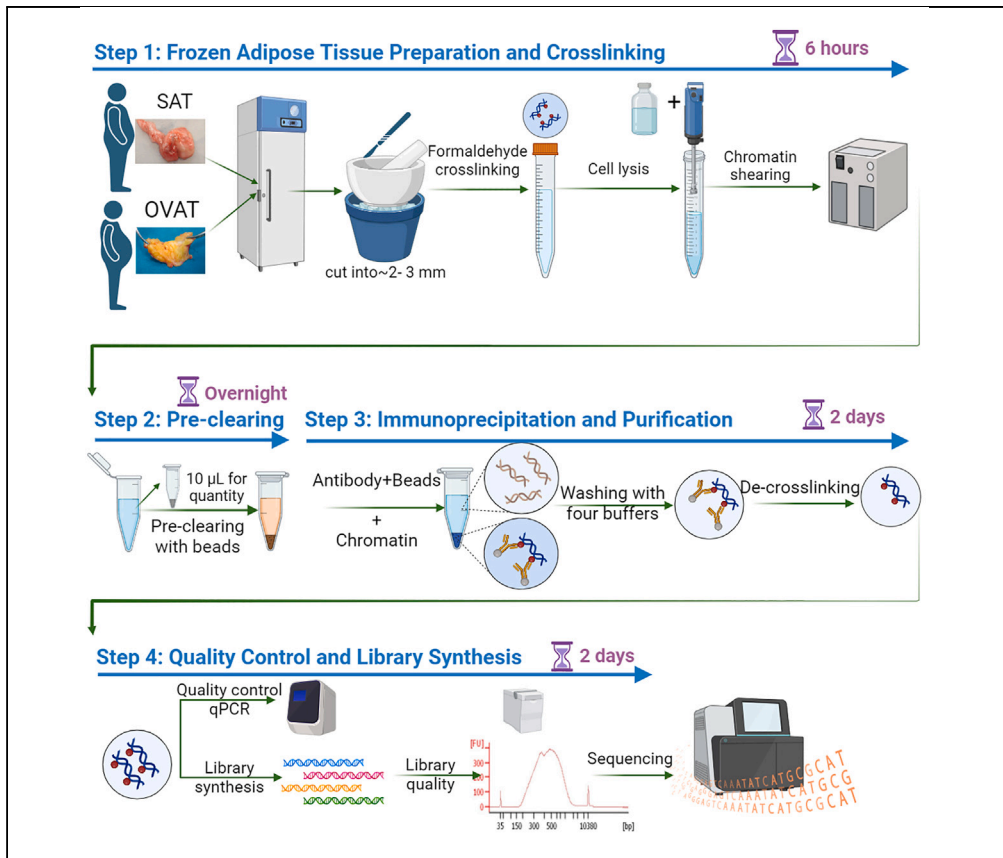 Step 1: Frozen Adipose Tissue Preparation and Crosslinking
6 hours
SAT
OVAT
cut into~2- 3 mm
Formaldehyde
crosslinking
+
Cell lysis
Chromatin
shearing
Overnight
Step 2: Pre-clearing
10 µL for
quantity
Pre-clearing
with beads
Step 3: Immunoprecipitation and Purification
2 days
Antibody+Beads
+
Chromatin
Washing with
four buffers
De-crosslinking
Step 4: Quality Control and Library Synthesis
2 days
Quality control
qPCR
Library
synthesis
Library
quality
[FU]
400
300
200
100
0
35 150 300 500 10380 [bp]
Sequencing